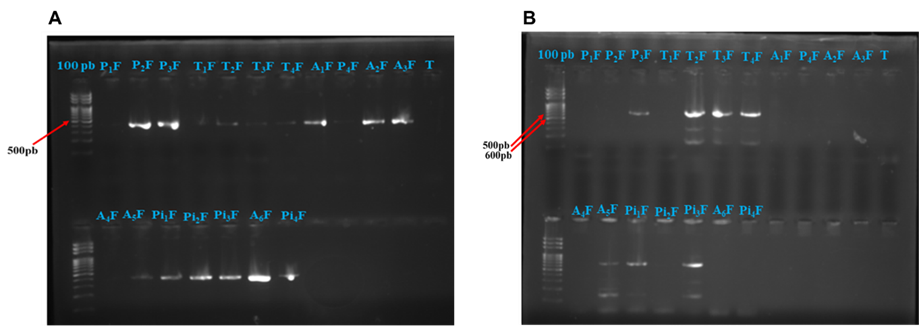 A
100 pb P₁F P₂F P₃F T₁F T₂F T₃F T₄F A₁F P₄F A₂F A₃F T
500pb
A₄F A₅F Pi₁F Pi₂F Pi₃F A₆F Pi₄F
B
100 pb P₁F P₂F P₃F T₁F T₂F T₃F T₄F A₁F P₄F A₂F A₃F T
500pb
600pb
A₄F A₅F Pi₁F Pi₂F Pi₃F A₆F Pi₄F